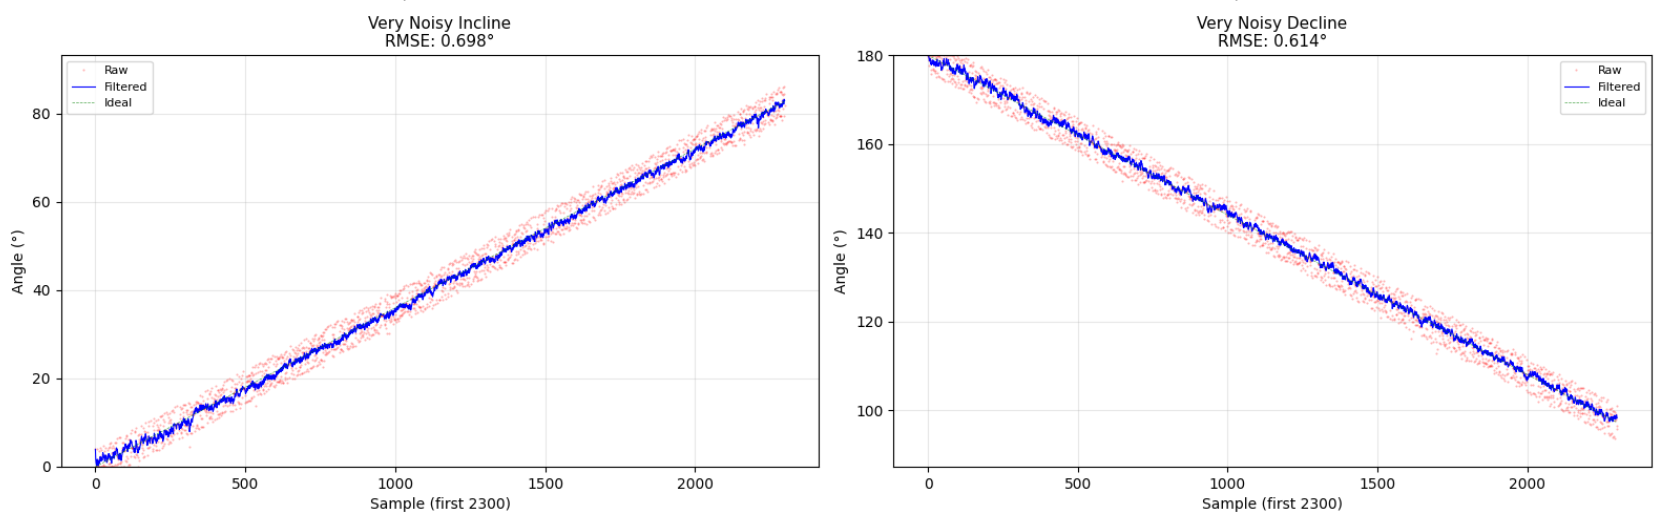 Very Noisy Incline
RMSE: 0.698°
Raw
Filtered
Ideal
Angle (°)
80
60
40
20
0
0 500 1000 1500 2000
Sample (first 2300)
Very Noisy Decline
RMSE: 0.614°
Raw
Filtered
Ideal
Angle (°)
180
160
140
120
100
0 500 1000 1500 2000
Sample (first 2300)